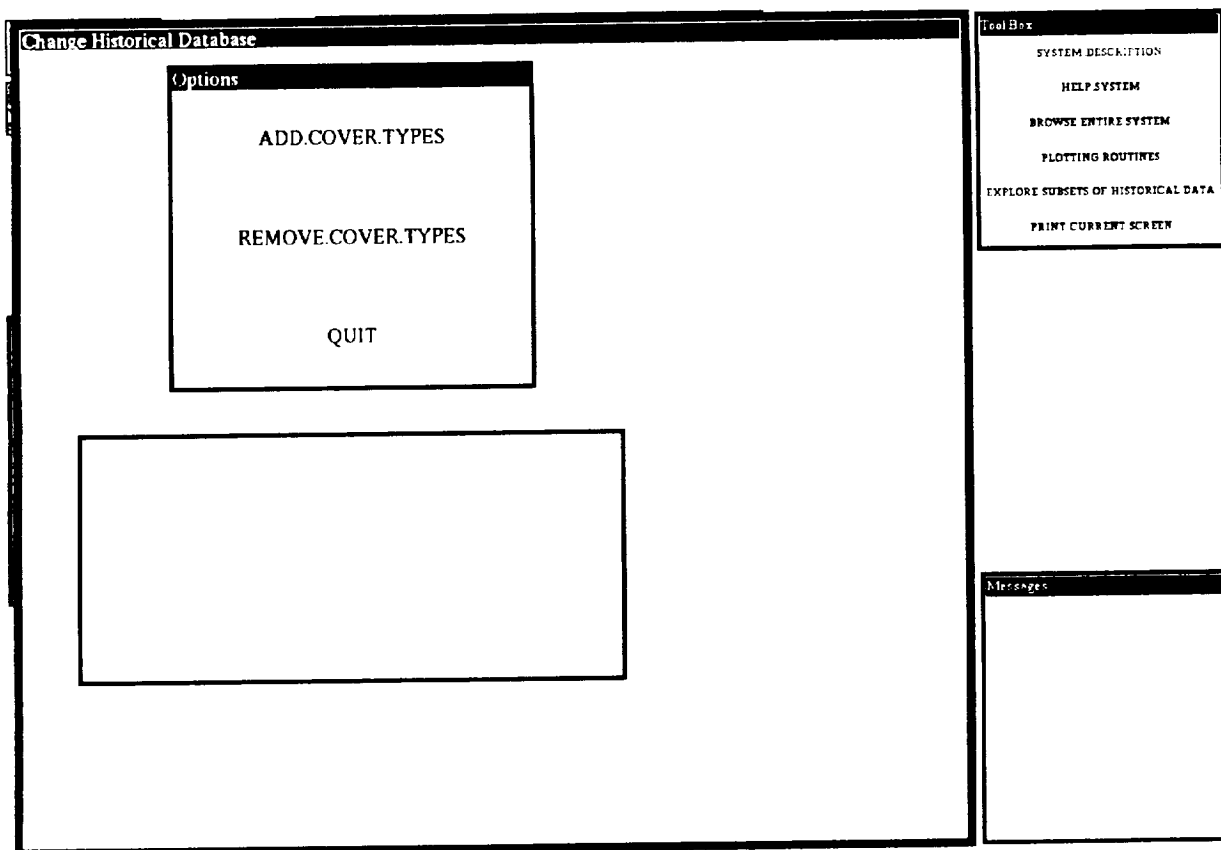 Change Historical Database
Options
ADD.COVER.TYPES
REMOVE.COVER.TYPES
QUIT
Tool Box
SYSTEM DESCRIPTION
HELP.SYSTEM
BROWSE ENTIRE SYSTEM
PLOTTING ROUTINES
EXPLORE SUBSETS OF HISTORICAL DATA
PRINT CURRENT SCREEN
Messages